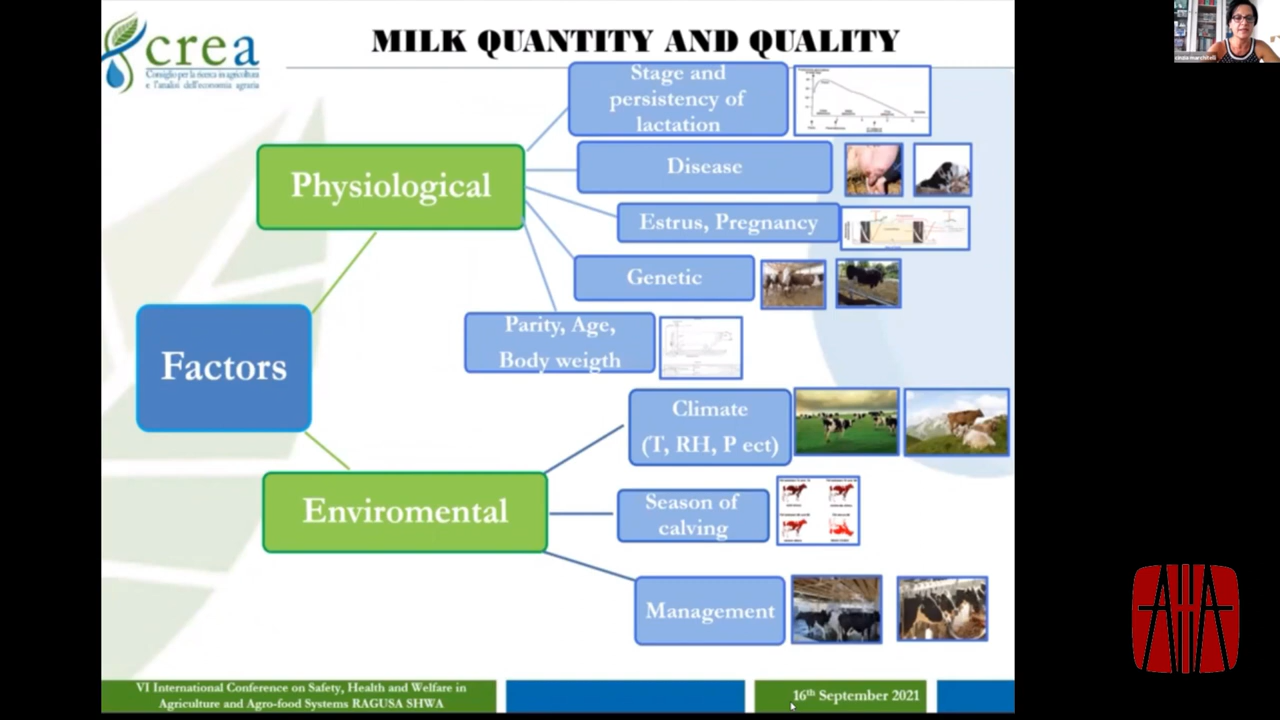 crea
Consiglio per la ricerca in agricoltura
e l'analisi dell'economia agraria
MILK QUANTITY AND QUALITY
Factors
Physiological
Stage and
persistency of
lactation
Disease
Estrus, Pregnancy
Genetic
Parity, Age,
Body weigth
Enviromental
Climate
(T, RH, P ect)
Season of
calving
Management
VI International Conference on Safety, Health and Welfare in
Agriculture and Agro-food Systems RAGUSA SHWA
16th September 2021
cinzia marchitelli